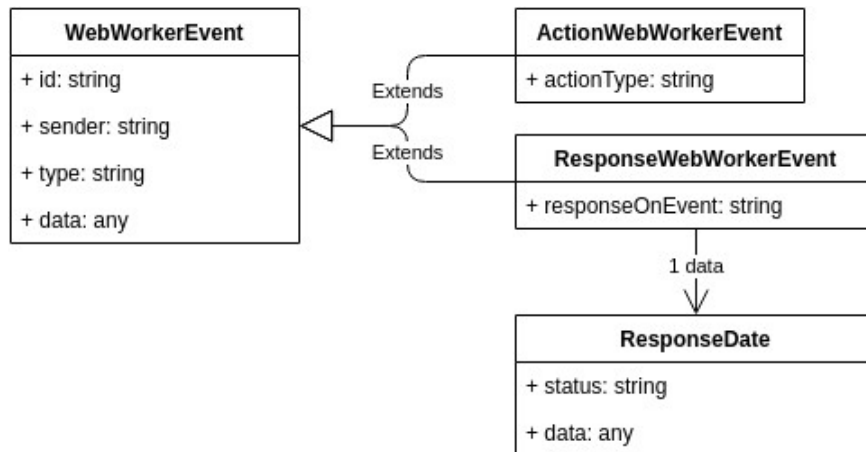 WebWorkerEvent
+ id: string
+ sender: string
+ type: string
+ data: any
Extends
Extends
ActionWebWorkerEvent
+ actionType: string
ResponseWebWorkerEvent
+ responseOnEvent: string
1 data
ResponseDate
+ status: string
+ data: any